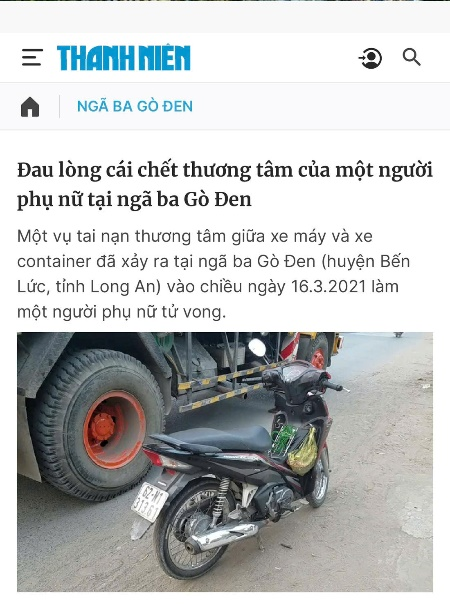 THANH NIÊN
NGÃ BA GÒ ĐEN
Đau lòng cái chết thương tâm của một người
phụ nữ tại ngã ba Gò Đen
Một vụ tai nạn thương tâm giữa xe máy và xe
container đã xảy ra tại ngã ba Gò Đen (huyện Bến
Lức, tỉnh Long An) vào chiều ngày 16.3.2021 làm
một người phụ nữ tử vong.
62-N1